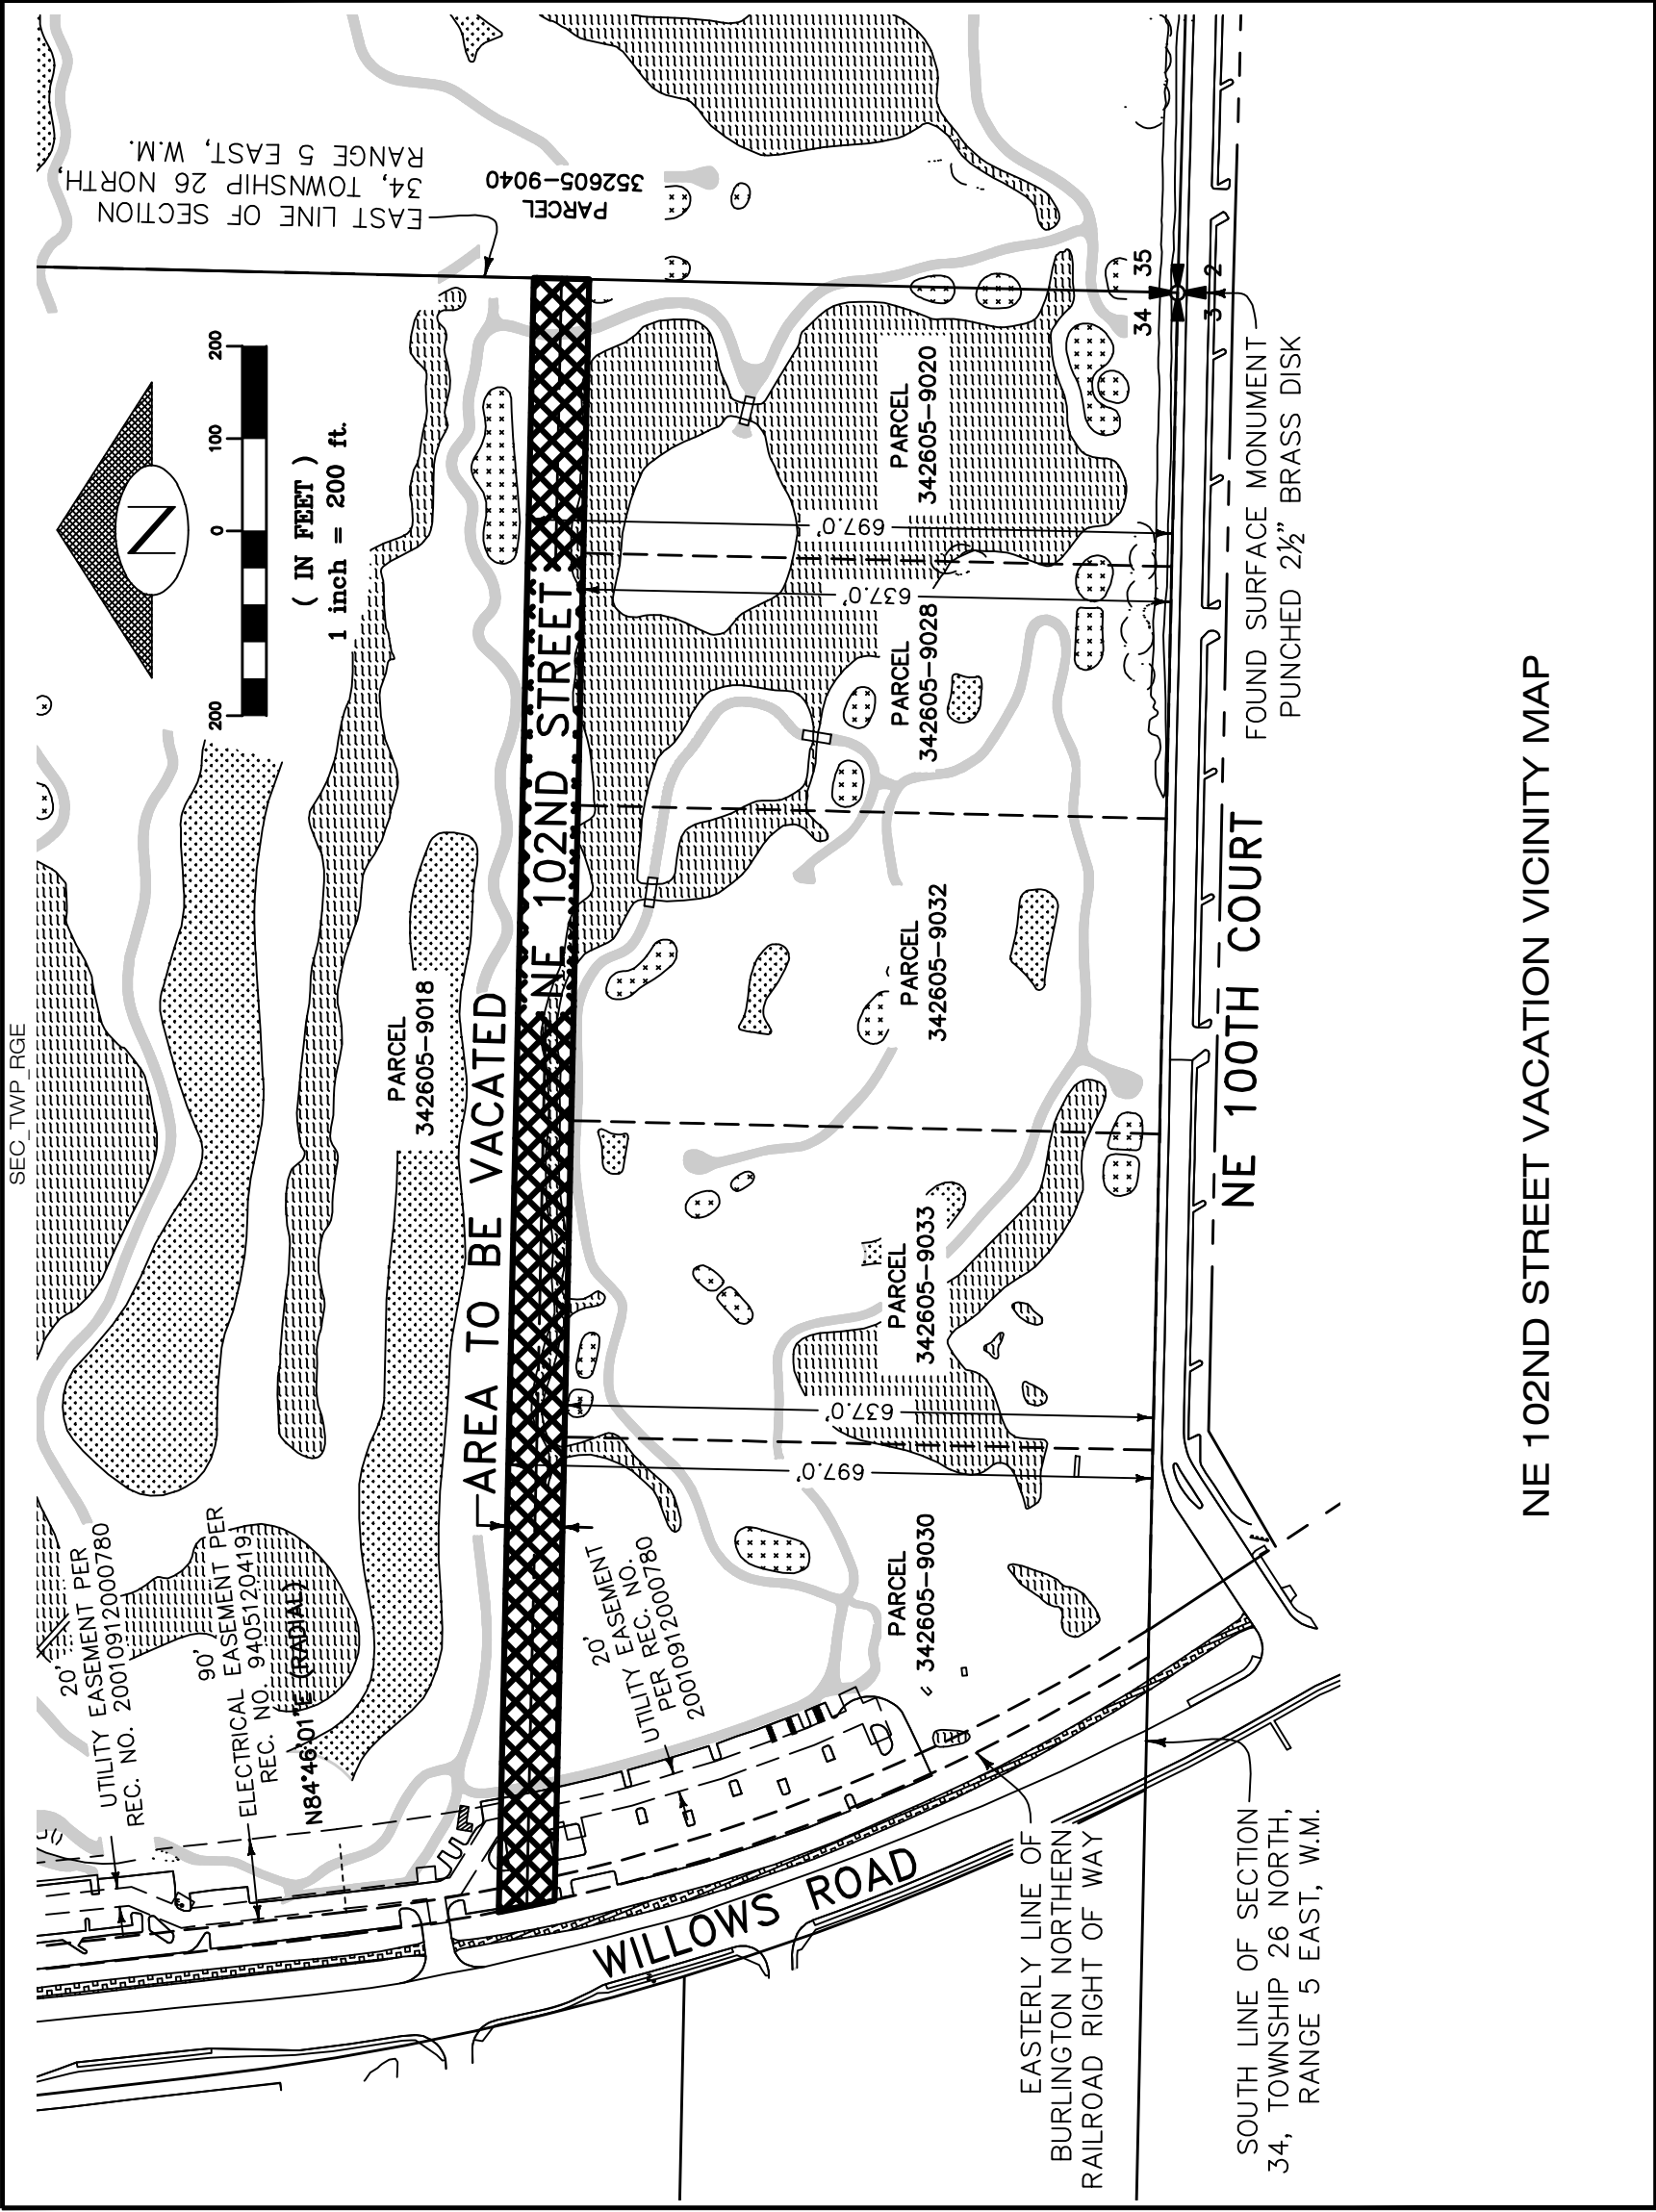 SEC_TWP_RGE
EAST LINE OF SECTION
34, TOWNSHIP 26 NORTH,
RANGE 5 EAST, W.M.
PARCEL
352605-9040
N
200
100
0
200
( IN FEET )
1 inch = 200 ft.
20'
UTILITY EASEMENT PER
REC. NO. 20010912000780
90'
ELECTRICAL EASEMENT PER
REC. NO. 9405120419
N84°46'01"E (RADIAL)
PARCEL
342605-9018
AREA TO BE VACATED
NE 102ND STREET
20'
UTILITY EASEMENT
PER REC. NO.
20010912000780
697.0'
637.0'
637.0'
697.0'
PARCEL
342605-9030
PARCEL
342605-9033
PARCEL
342605-9032
PARCEL
342605-9028
PARCEL
342605-9020
34
35
3
2
WILLOWS ROAD
NE 100TH COURT
FOUND SURFACE MONUMENT
PUNCHED 2½" BRASS DISK
EASTERLY LINE OF
BURLINGTON NORTHERN
RAILROAD RIGHT OF WAY
SOUTH LINE OF SECTION
34, TOWNSHIP 26 NORTH,
RANGE 5 EAST, W.M.
NE 102ND STREET VACATION VICINITY MAP